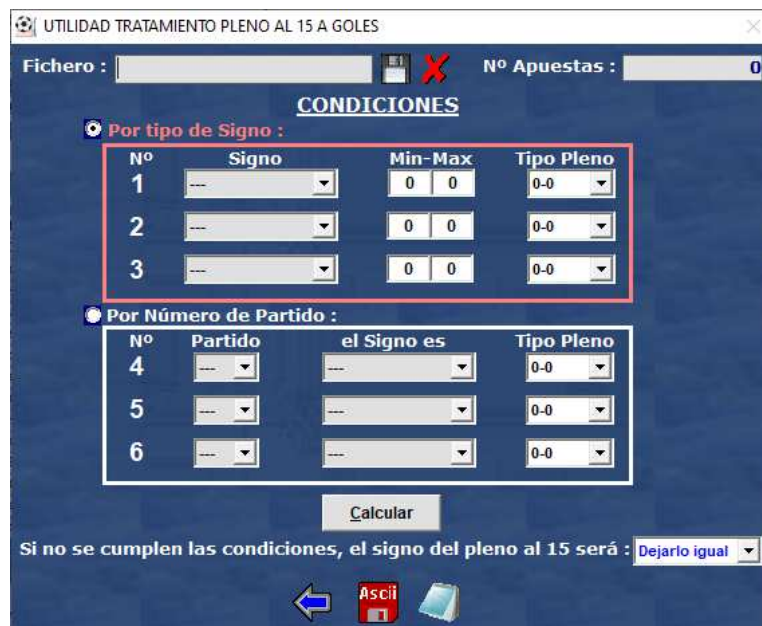 UTILIDAD TRATAMIENTO PLENO AL 15 A GOLES
Fichero : Nº Apuestas : 0
CONDICIONES
Por tipo de Signo :
Nº Signo Min-Max Tipo Pleno
1 --- 0 0 0-0
2 --- 0 0 0-0
3 --- 0 0 0-0
Por Número de Partido :
Nº Partido el Signo es Tipo Pleno
4 --- --- 0-0
5 --- --- 0-0
6 --- --- 0-0
Calcular
Si no se cumplen las condiciones, el signo del pleno al 15 será : Dejarlo igual
Ascii